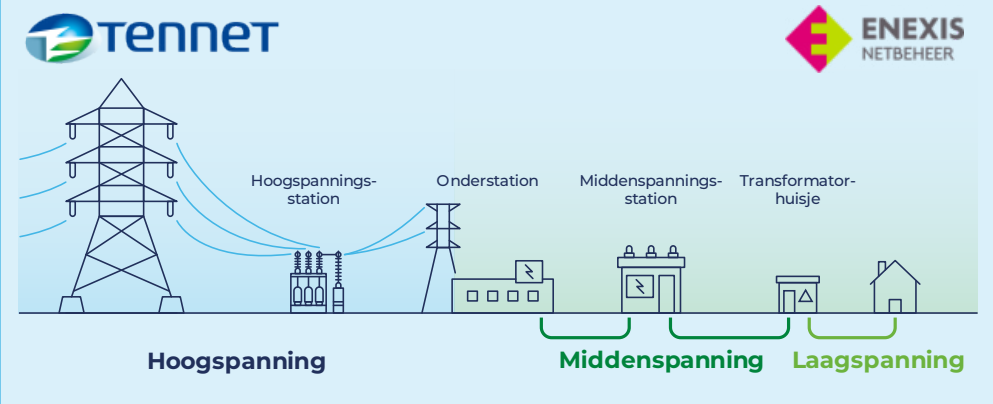 TENNET
ENEXIS
NETBEHEER
Hoogspannings-
station
Onderstation
Middenspannings-
station
Transformator-
huisje
Hoogspanning
Middenspanning
Laagspanning